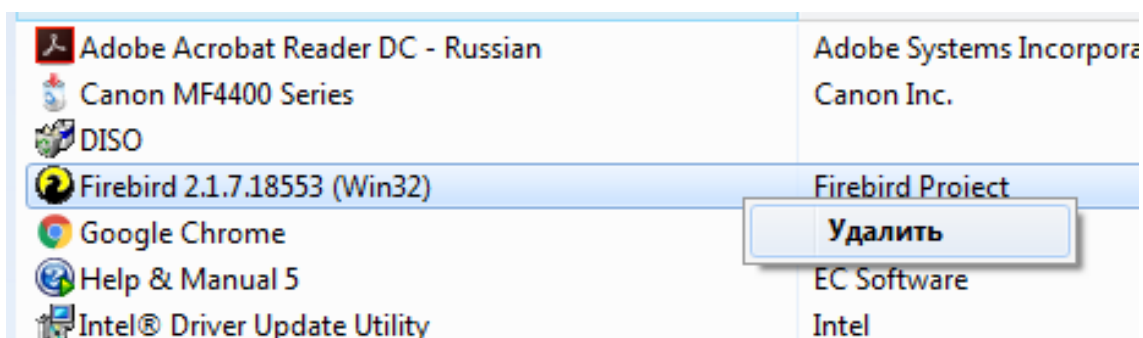 Adobe Acrobat Reader DC - Russian Adobe Systems Incorpora
Canon MF4400 Series Canon Inc.
DISO
Firebird 2.1.7.18553 (Win32) Firebird Project
Google Chrome Удалить
Help & Manual 5 EC Software
Intel® Driver Update Utility Intel